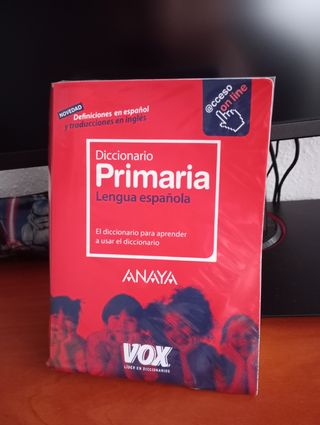 NOVEDAD
Definiciones en español
y traducciones en inglés
@cceso
on line
Diccionario
Primaria
Lengua española
El diccionario para aprender
a usar el diccionario
ANAYA
VOX
LÍDER EN DICCIONARIOS